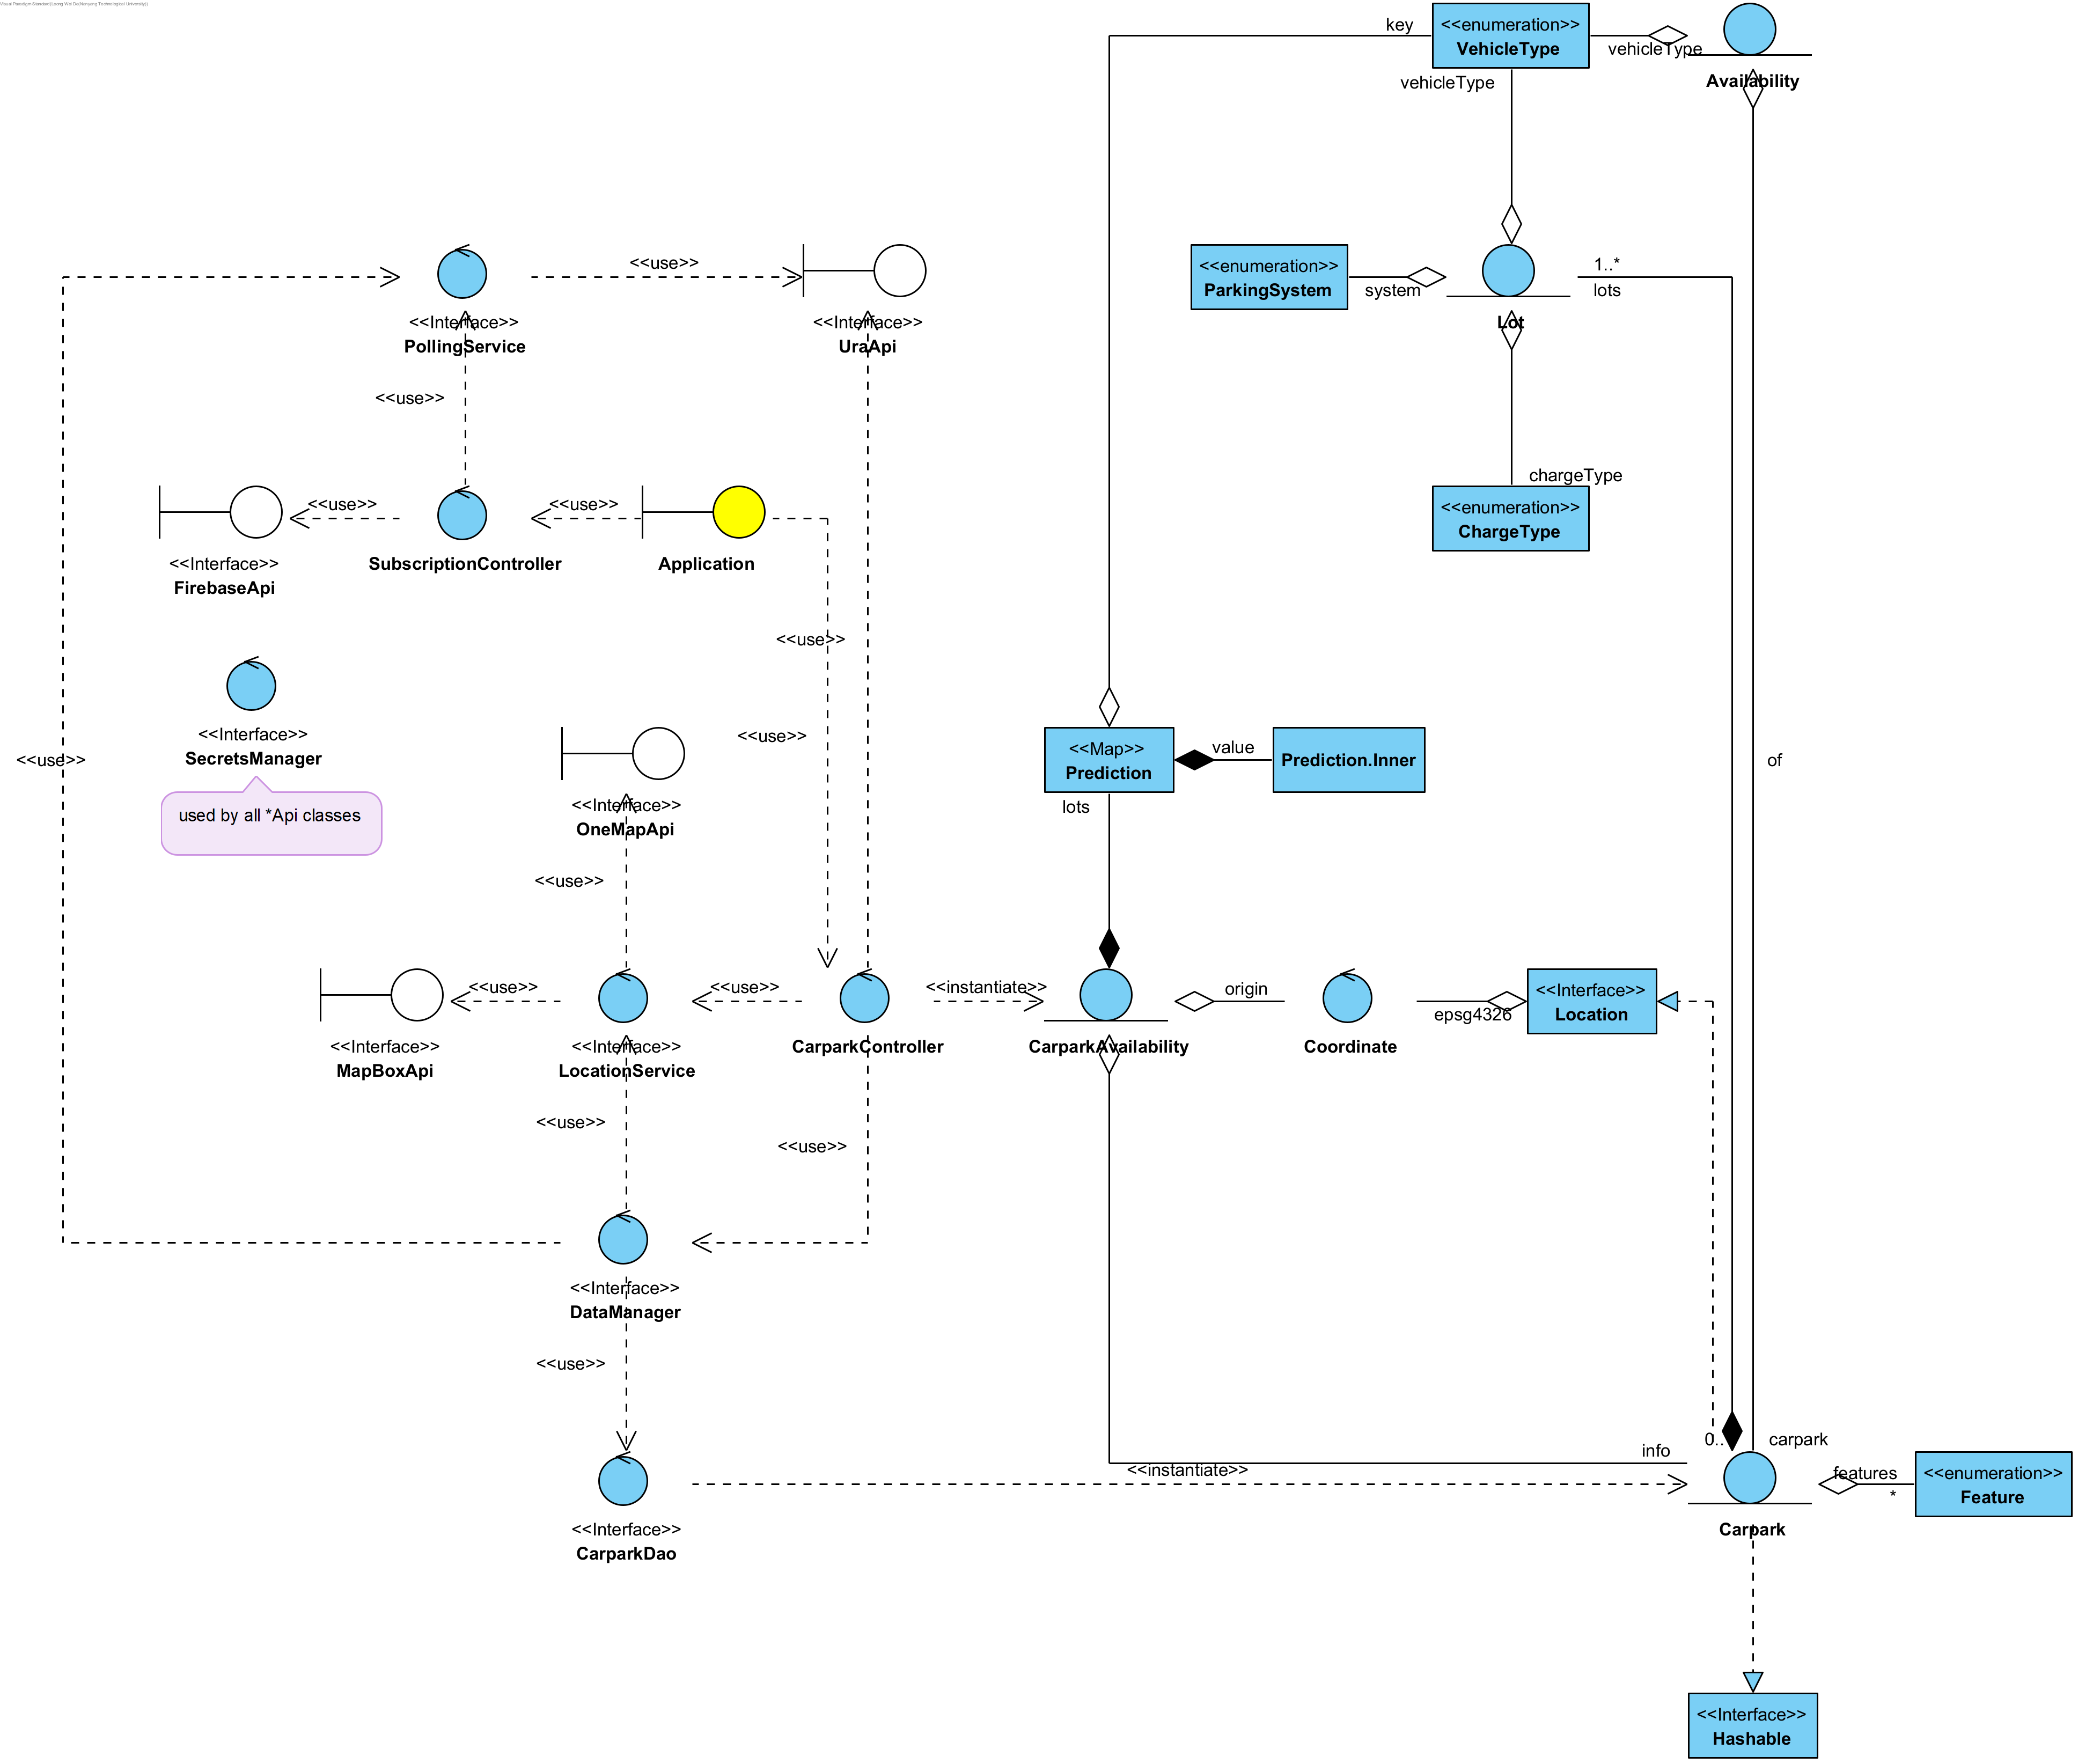 Visual Paradigm Standard(Leong Wai Da(Nanyang Technological University))
key
<<enumeration>>
VehicleType
vehicleType
Availability
vehicleType
<<enumeration>>
ParkingSystem
system
Lot
1..*
lots
<<use>>
<<Interface>>
PollingService
<<Interface>>
UraApi
<<use>>
chargeType
<<enumeration>>
ChargeType
<<use>>
<<use>>
<<Interface>>
FirebaseApi
SubscriptionController
Application
<<use>>
<<use>>
<<Interface>>
SecretsManager
used by all *Api classes
<<use>>
<<Map>>
Prediction
value
Prediction.Inner
of
lots
<<Interface>>
OneMapApi
<<use>>
<<use>>
<<Interface>>
MapBoxApi
<<Interface>>
LocationService
<<use>>
CarparkController
<<instantiate>>
CarparkAvailability
origin
Coordinate
epsg4326
<<Interface>>
Location
<<use>>
<<use>>
<<Interface>>
DataManager
<<use>>
info
0..
carpark
<<instantiate>>
<<Interface>>
CarparkDao
Carpark
features
*
<<enumeration>>
Feature
<<Interface>>
Hashable